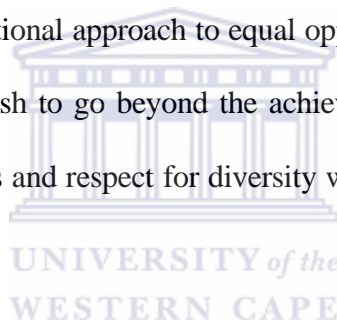 tional approach to equal opp
sh to go beyond the achiev
s and respect for diversity w
UNIVERSITY of the
WESTERN CAPE